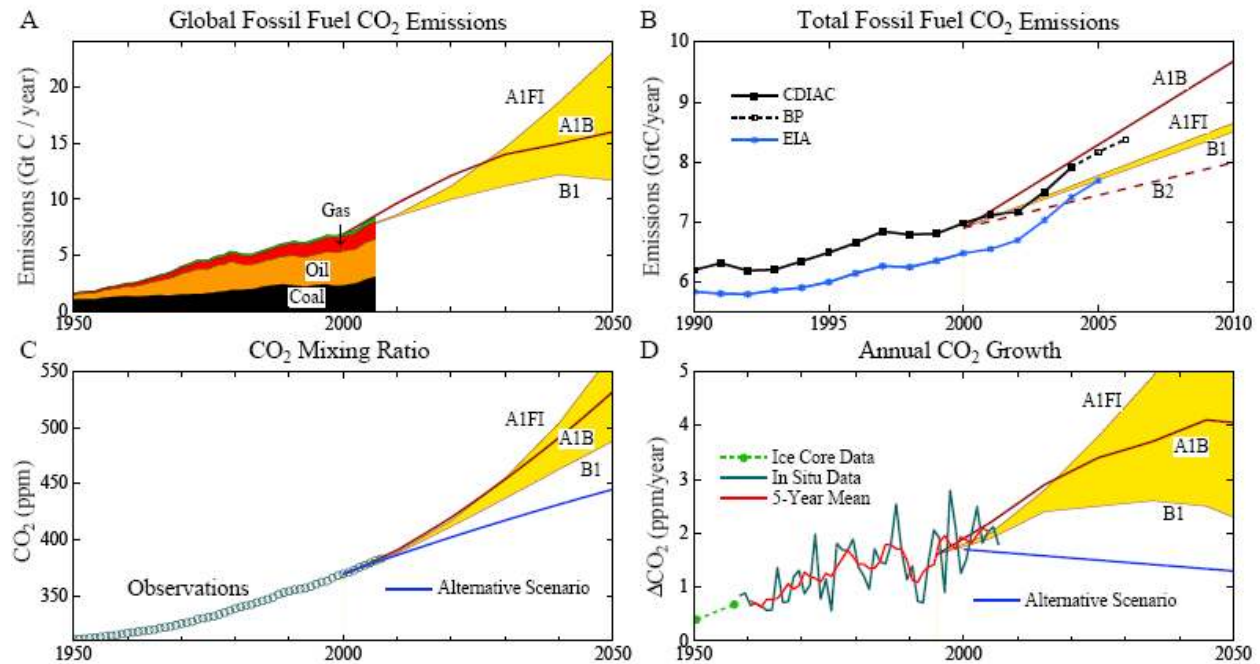 A
Global Fossil Fuel CO₂ Emissions
Emissions (Gt C / year)
20
15
10
5
0
1950
2000
2050
A1FI
A1B
B1
Gas
Oil
Coal
B
Total Fossil Fuel CO₂ Emissions
Emissions (GtC/year)
10
9
8
7
6
1990
1995
2000
2005
2010
CDIAC
BP
EIA
A1B
A1FI
B1
B2
C
CO₂ Mixing Ratio
CO₂ (ppm)
550
500
450
400
350
1950
2000
2050
A1FI
A1B
B1
Observations
Alternative Scenario
D
Annual CO₂ Growth
ΔCO₂ (ppm/year)
5
4
3
2
1
0
1950
2000
2050
A1FI
A1B
B1
Ice Core Data
In Situ Data
5-Year Mean
Alternative Scenario